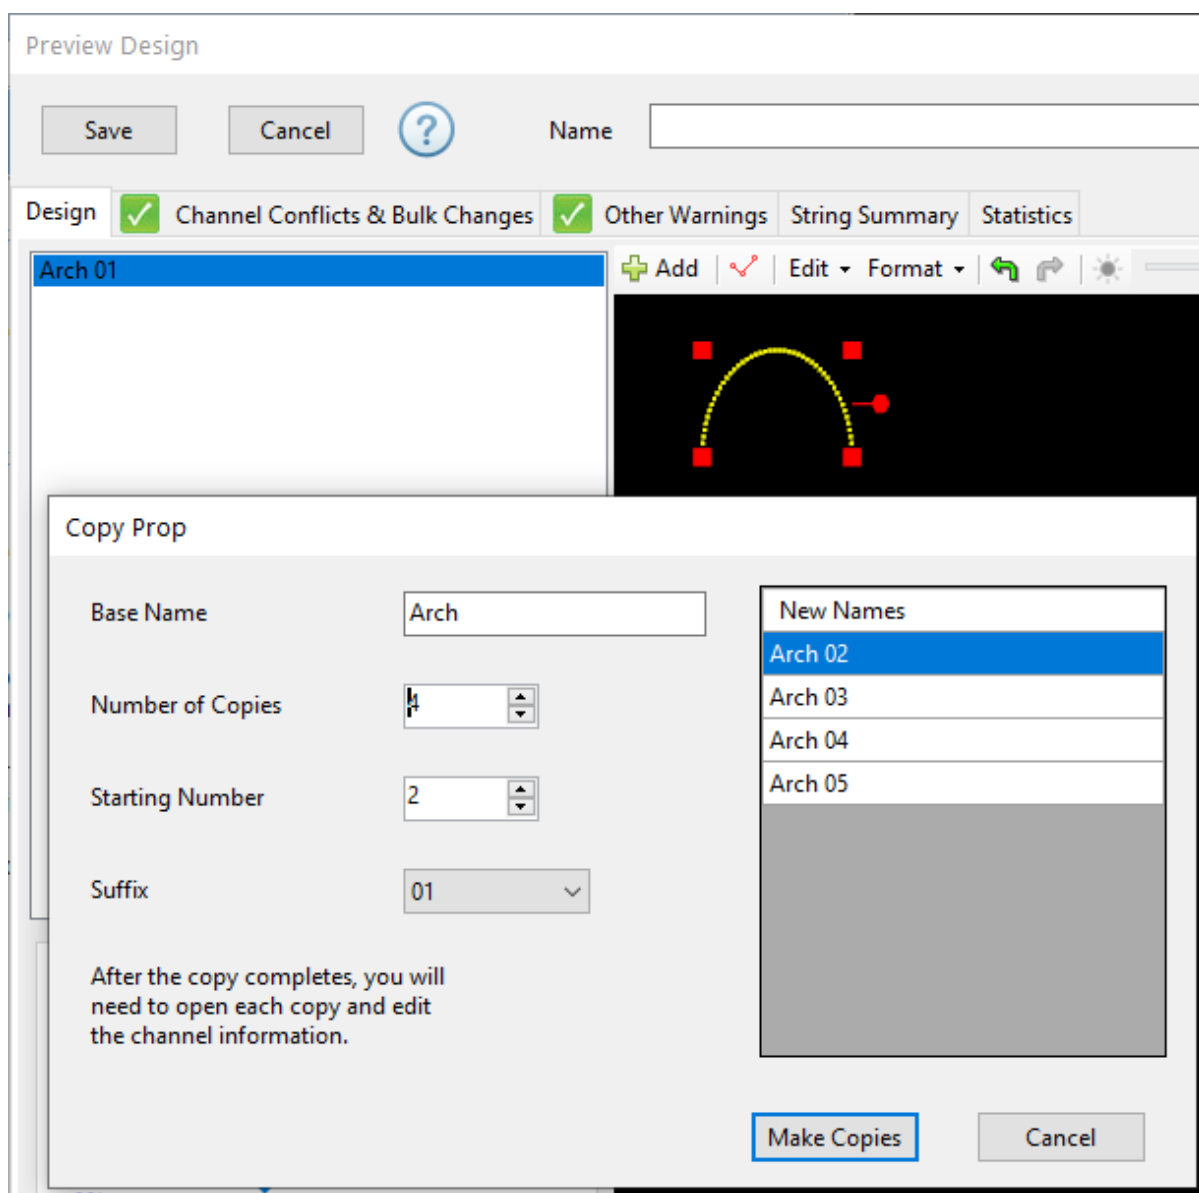 Preview Design
Save Cancel ? Name
Design Channel Conflicts & Bulk Changes Other Warnings String Summary Statistics
Arch 01
Add Edit Format
Copy Prop
Base Name Arch
Number of Copies 4
Starting Number 2
Suffix 01
After the copy completes, you will
need to open each copy and edit
the channel information.
New Names
Arch 02
Arch 03
Arch 04
Arch 05
Make Copies Cancel